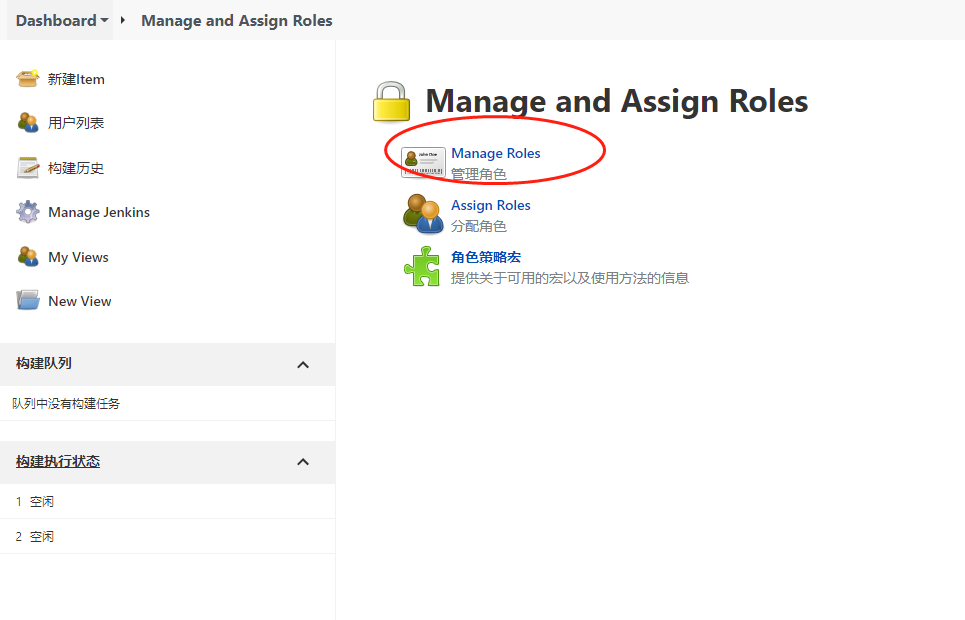 Dashboard Manage and Assign Roles
新建Item
用户列表
构建历史
Manage Jenkins
My Views
New View
构建队列
队列中没有构建任务
构建执行状态
1 空闲
2 空闲
Manage and Assign Roles
Manage Roles
管理角色
Assign Roles
分配角色
角色策略宏
提供关于可用的宏以及使用方法的信息